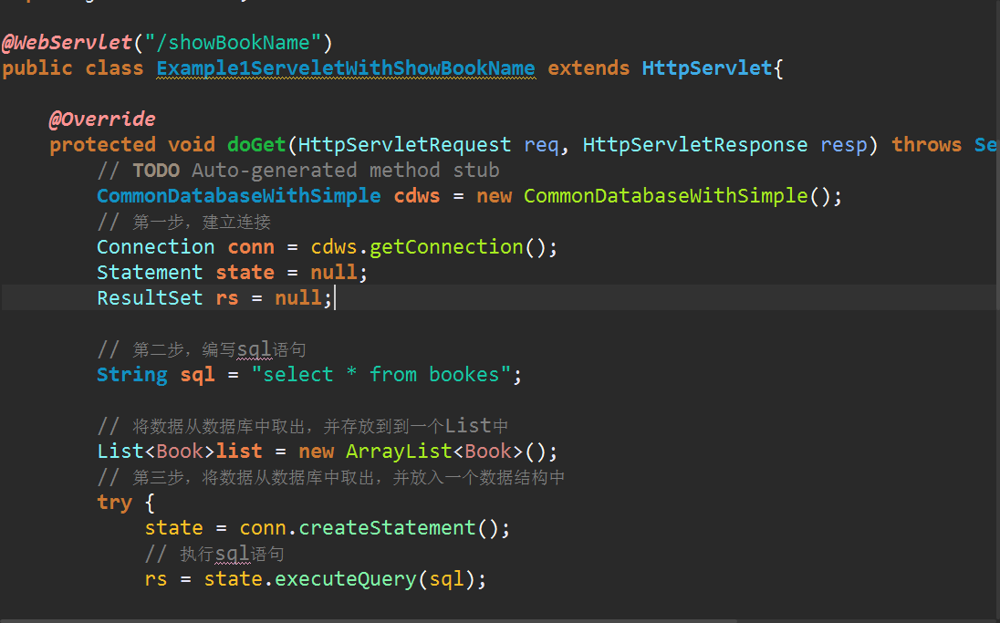 @WebServlet("/showBookName")
public class Example1ServeletWithShowBookName extends HttpServlet{
@Override
protected void doGet(HttpServletRequest req, HttpServletResponse resp) throws Se
// TODO Auto-generated method stub
CommonDatabaseWithSimple cdws = new CommonDatabaseWithSimple();
// 第一步，建立连接
Connection conn = cdws.getConnection();
Statement state = null;
ResultSet rs = null;
// 第二步，编写sql语句
String sql = "select * from bookes";
// 将数据从数据库中取出，并存放到到一个List中
List<Book>list = new ArrayList<Book>();
// 第三步，将数据从数据库中取出，并放入一个数据结构中
try {
state = conn.createStatement();
// 执行sql语句
rs = state.executeQuery(sql);